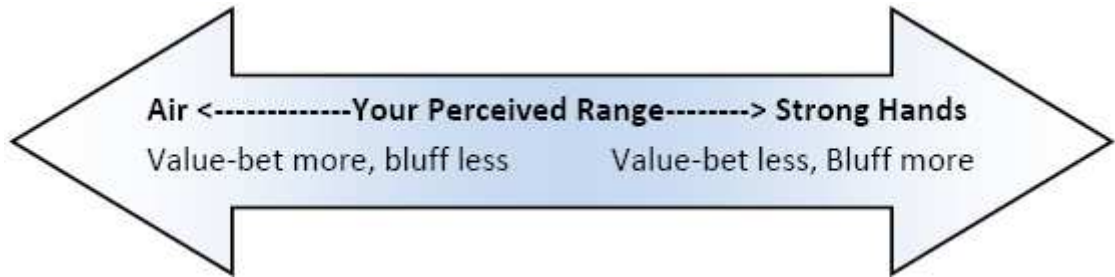 Air <-------------Your Perceived Range--------> Strong Hands
Value-bet more, bluff less Value-bet less, Bluff more